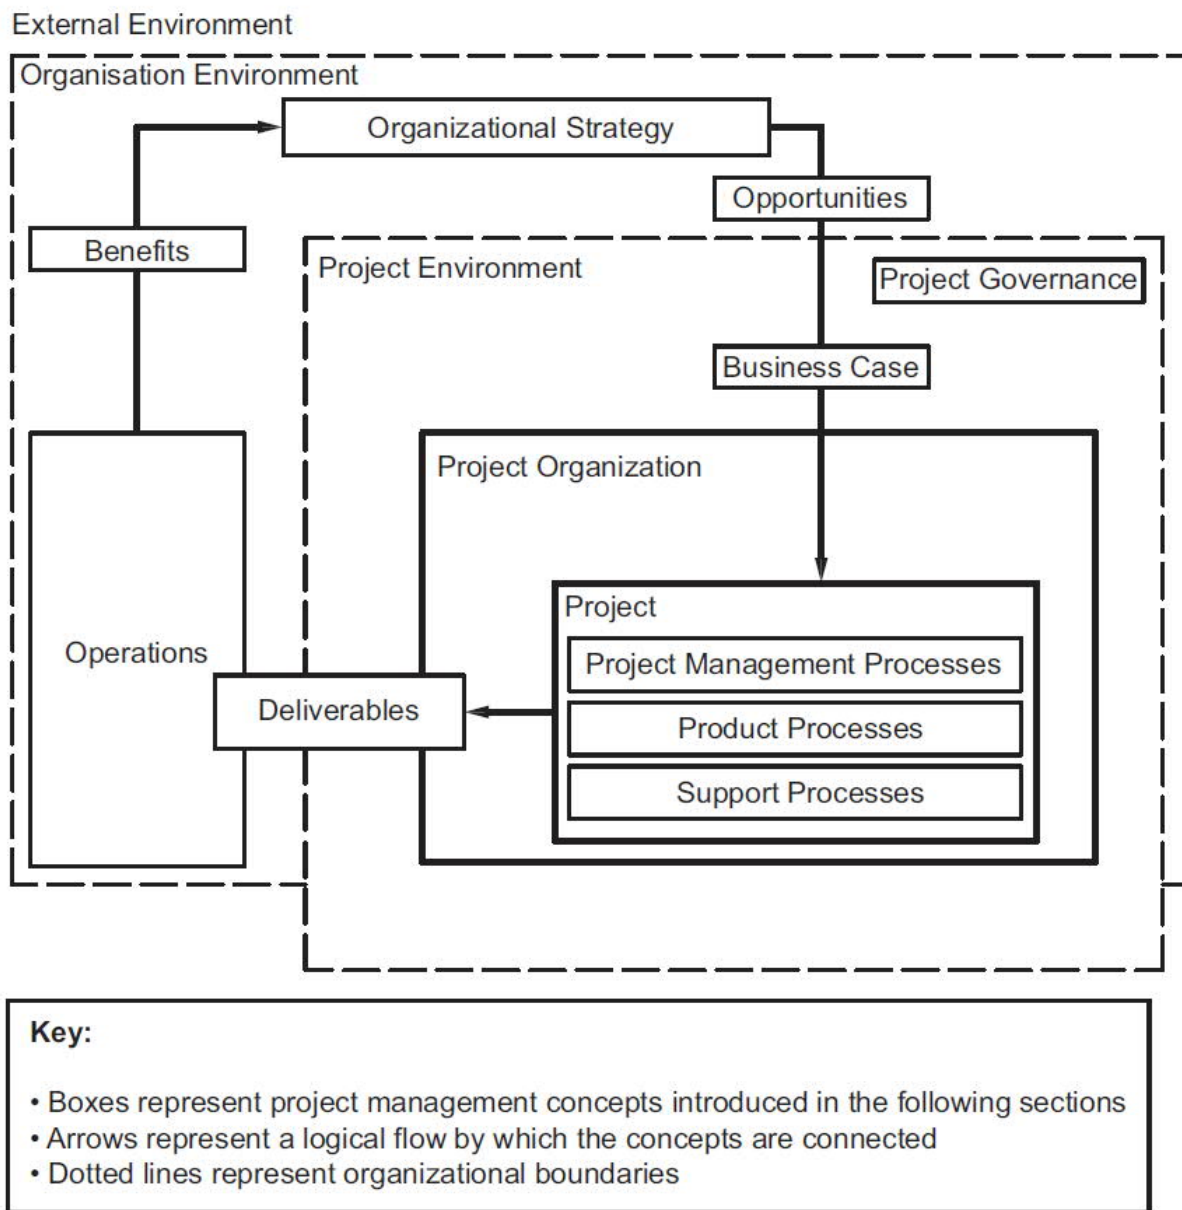 External Environment
Organisation Environment
Organizational Strategy
Opportunities
Benefits
Project Environment
Project Governance
Business Case
Project Organization
Project
Operations
Project Management Processes
Deliverables
Product Processes
Support Processes
Key:
• Boxes represent project management concepts introduced in the following sections
• Arrows represent a logical flow by which the concepts are connected
• Dotted lines represent organizational boundaries